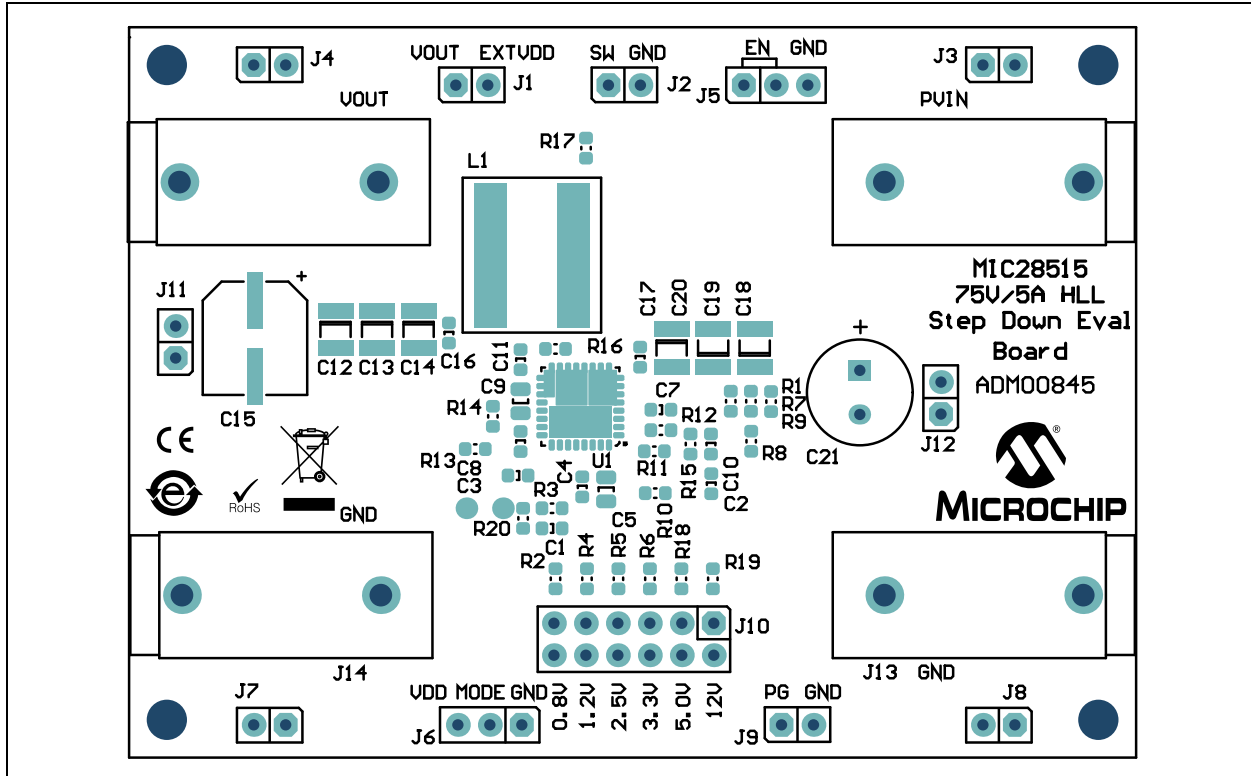 J4
VOUT EXTVDD
J1
SW GND
J2
EN GND
J5
J3
VOUT
PVIN
R17
L1
MIC28515
75V/5A HLL
Step Down Eval
Board
ADM00845
J11
+
C12 C13 C14
C16
C15
C17
C20
C19
C18
R16
C11
C9
R14
R13
C8
C3
C7
R12
R1
R7
R9
R8
+
C21
J12
U1
C4
R11
R15
C10
C2
R3
C5
R10
R20
C1
R2
R4
R5
R6
R18
R19
CE
e
RoHS
GND
®
MICROCHIP
J10
J14
J13 GND
J7
VDD MODE GND
J6
0.8V
1.2V
2.5V
3.3V
5.0V
12V
PG GND
J9
J8